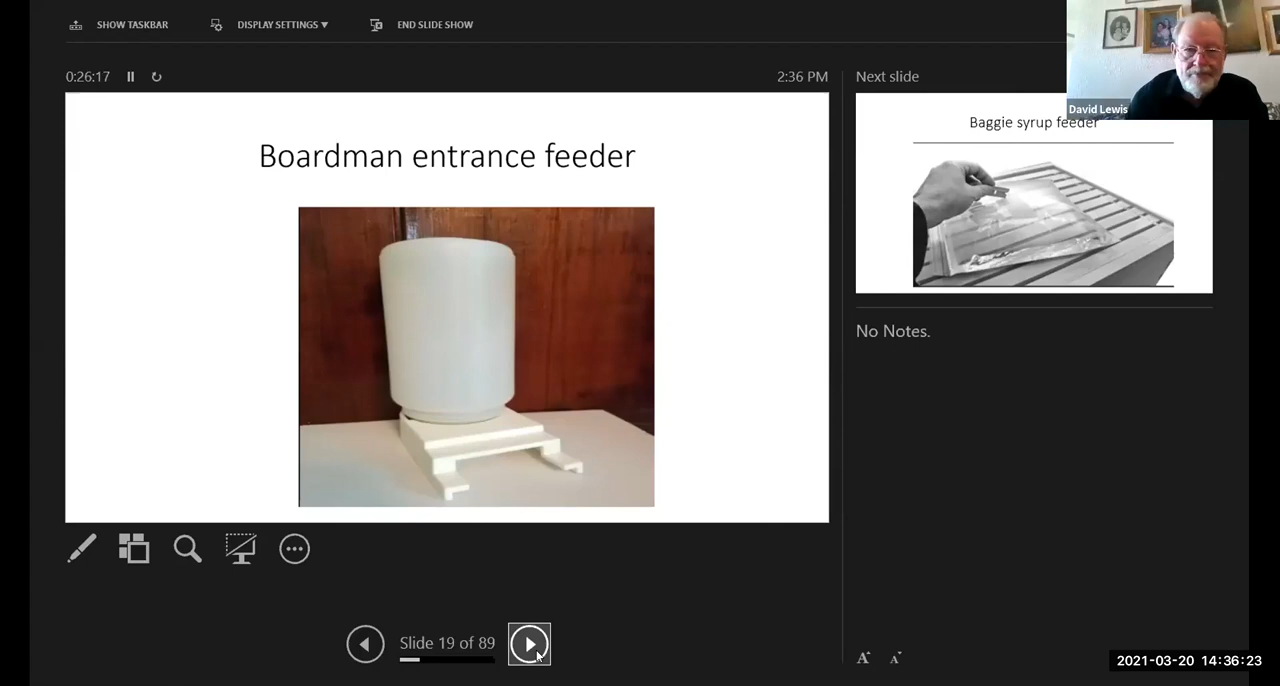 SHOW TASKBAR
DISPLAY SETTINGS ▼
END SLIDE SHOW
0:26:17
2:36 PM
Next slide
David Lewis
Boardman entrance feeder
Baggie syrup feeder
No Notes.
Slide 19 of 89
A
A
2021-03-20 14:36:23